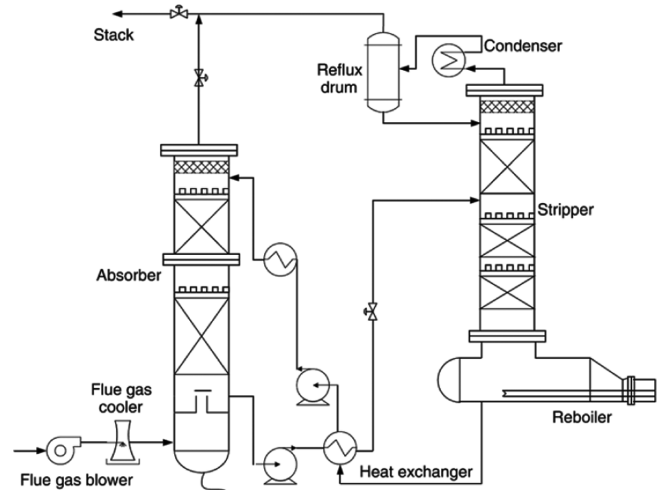 Stack
Reflux
drum
Condenser
Stripper
Absorber
Flue gas
cooler
Reboiler
Heat exchanger
Flue gas blower